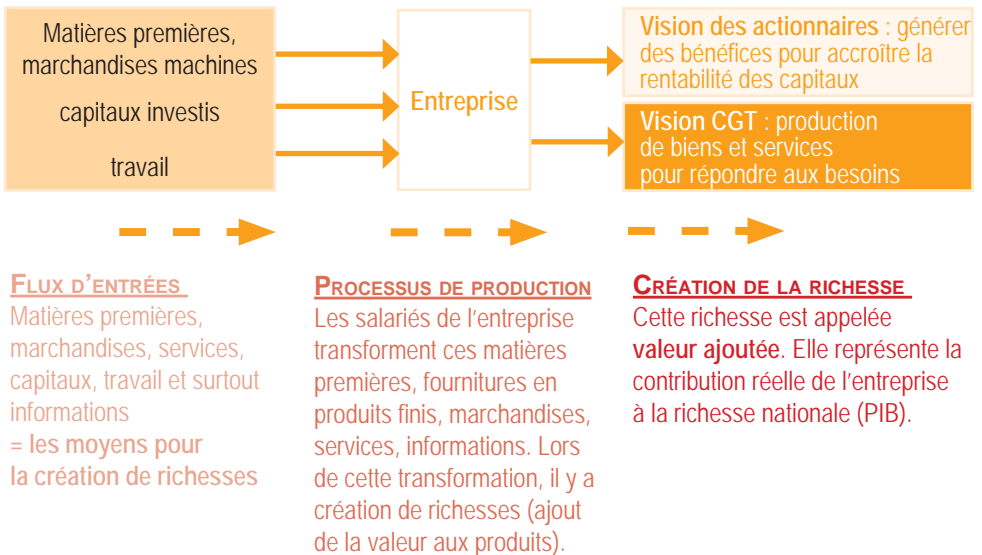 Matières premières,
marchandises machines
capitaux investis
travail
Entreprise
Vision des actionnaires : générer
des bénéfices pour accroître la
rentabilité des capitaux
Vision CGT : production
de biens et services
pour répondre aux besoins
FLUX D'ENTRÉES
Matières premières,
marchandises, services,
capitaux, travail et surtout
informations
= les moyens pour
la création de richesses
PROCESSUS DE PRODUCTION
Les salariés de l'entreprise
transforment ces matières
premières, fournitures en
produits finis, marchandises,
services, informations. Lors
de cette transformation, il y a
création de richesses (ajout
de la valeur aux produits).
CRÉATION DE LA RICHESSE
Cette richesse est appelée
valeur ajoutée. Elle représente la
contribution réelle de l'entreprise
à la richesse nationale (PIB).